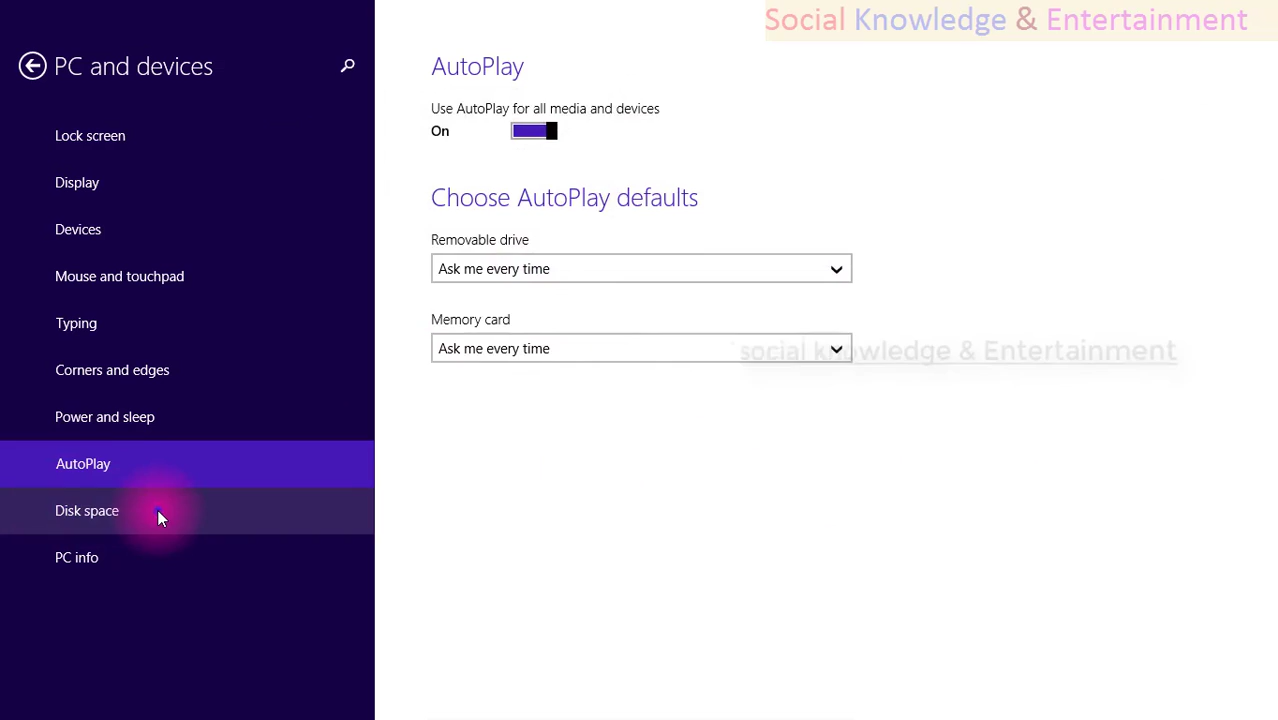 Social Knowledge & Entertainment
PC and devices
Lock screen
Display
Devices
Mouse and touchpad
Typing
Corners and edges
Power and sleep
AutoPlay
Disk space
PC info
AutoPlay
Use AutoPlay for all media and devices
On
Choose AutoPlay defaults
Removable drive
Ask me every time
Memory card
Ask me every time
social knowledge & Entertainment